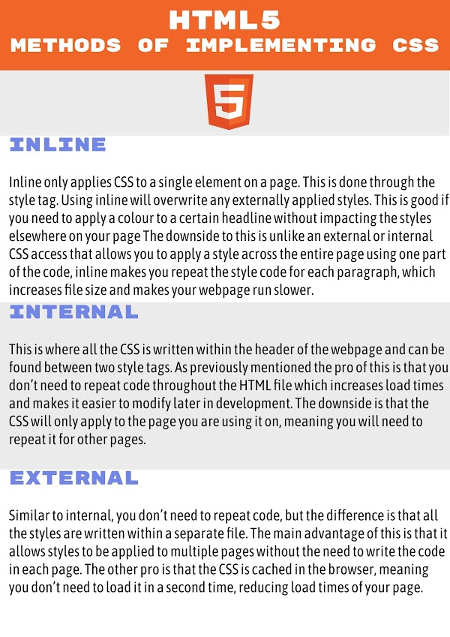 HTML5
METHODS OF IMPLEMENTING CSS
5
INLINE
Inline only applies CSS to a single element on a page. This is done through the
style tag. Using inline will overwrite any externally applied styles. This is good if
you need to apply a colour to a certain headline without impacting the styles
elsewhere on your page The downside to this is unlike an external or internal
CSS access that allows you to apply a style across the entire page using one part
of the code, inline makes you repeat the style code for each paragraph, which
increases file size and makes your webpage run slower.
INTERNAL
This is where all the CSS is written within the header of the webpage and can be
found between two style tags. As previously mentioned the pro of this is that you
don't need to repeat code throughout the HTML file which increases load times
and makes it easier to modify later in development. The downside is that the
CSS will only apply to the page you are using it on, meaning you will need to
repeat it for other pages.
EXTERNAL
Similar to internal, you don't need to repeat code, but the difference is that all
the styles are written within a separate file. The main advantage of this is that it
allows styles to be applied to multiple pages without the need to write the code
in each page. The other pro is that the CSS is cached in the browser, meaning
you don't need to load it in a second time, reducing load times of your page.